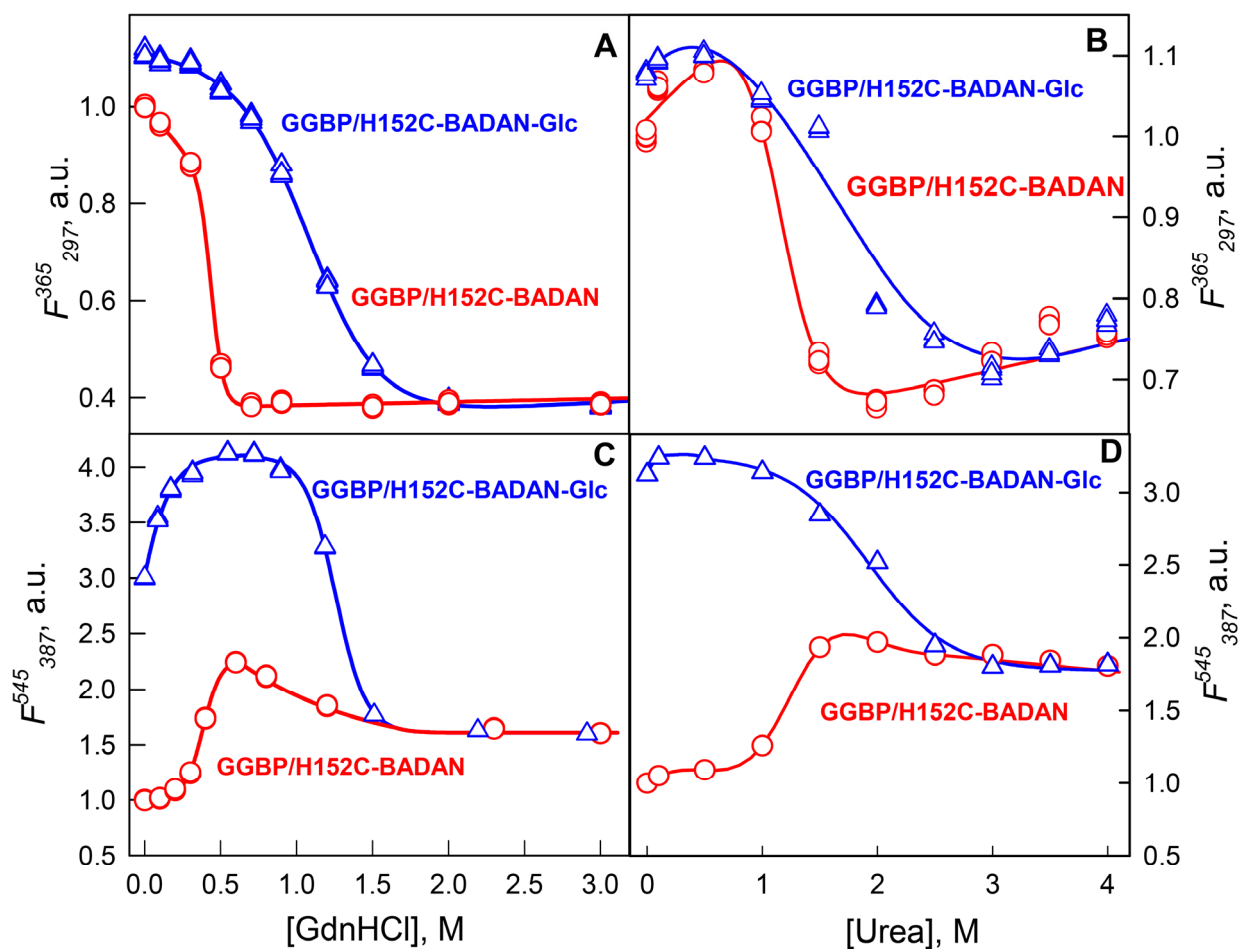 A
GGBP/H152C-BADAN-Glc
GGBP/H152C-BADAN
F^365_297, a.u.
1.0
0.8
0.6
0.4
B
GGBP/H152C-BADAN-Glc
GGBP/H152C-BADAN
1.1
1.0
0.9
0.8
0.7
F^365_297, a.u.
C
GGBP/H152C-BADAN-Glc
GGBP/H152C-BADAN
F^545_387, a.u.
4.0
3.5
3.0
2.5
2.0
1.5
1.0
0.5
0.0 0.5 1.0 1.5 2.0 2.5 3.0
[GdnHCl], M
D
GGBP/H152C-BADAN-Glc
GGBP/H152C-BADAN
3.0
2.5
2.0
1.5
1.0
0.5
F^545_387, a.u.
0 1 2 3 4
[Urea], M